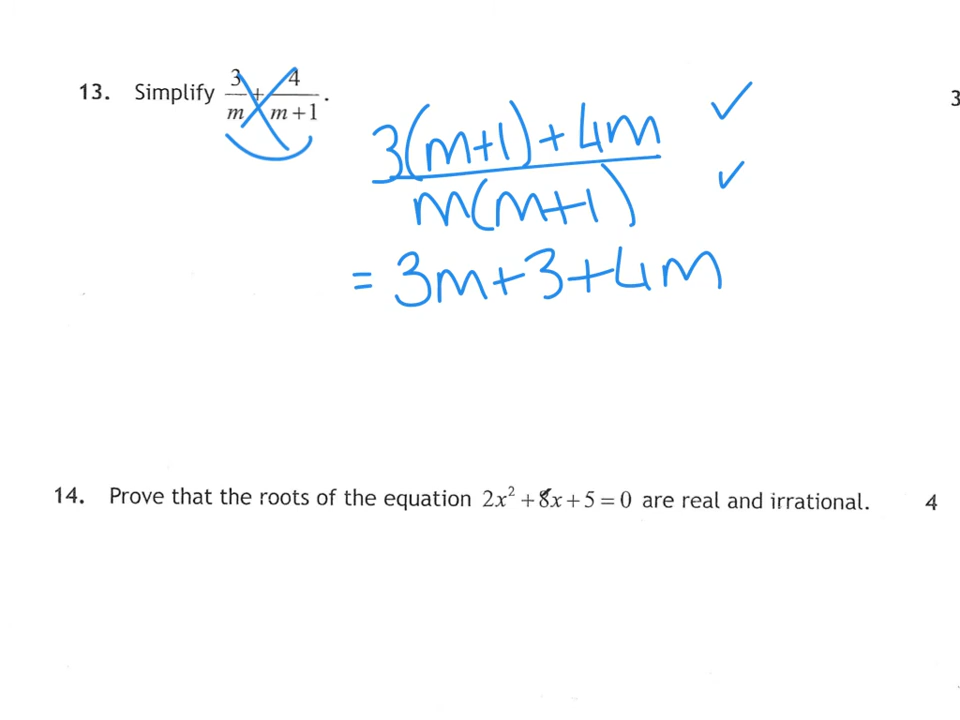 13. Simplify 3/m + 4/(m+1). 3
3(m+1)+4m ✓
m(m+1) ✓
= 3m+3+4m
14. Prove that the roots of the equation 2x² + 8x + 5 = 0 are real and irrational. 4